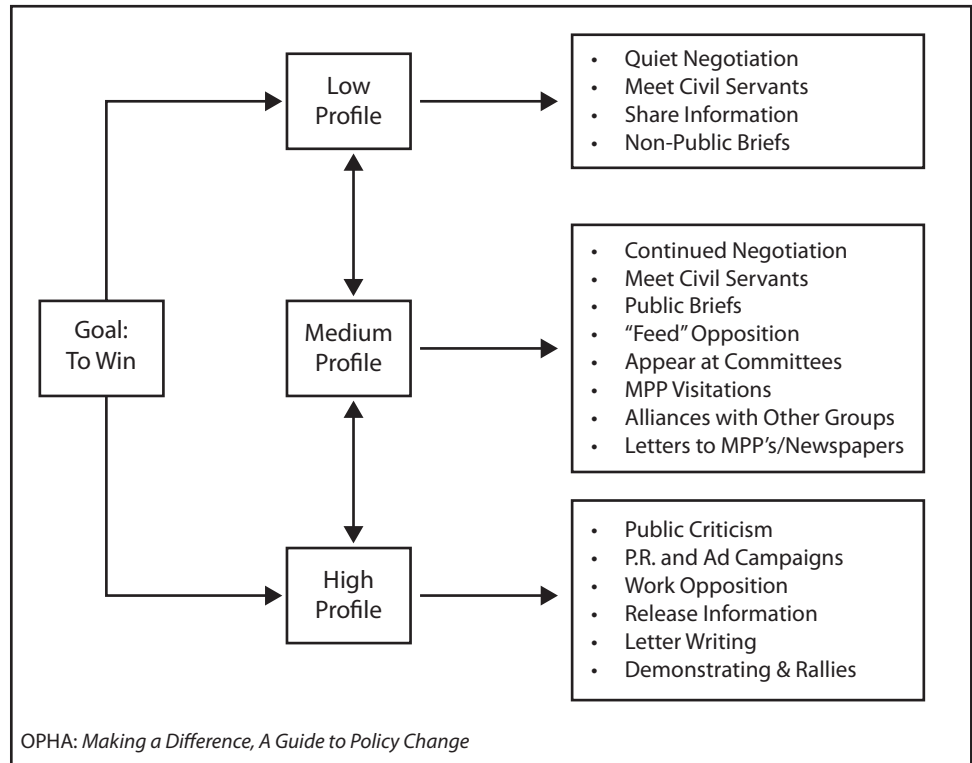 Low
Profile
• Quiet Negotiation
• Meet Civil Servants
• Share Information
• Non-Public Briefs
Goal:
To Win
Medium
Profile
• Continued Negotiation
• Meet Civil Servants
• Public Briefs
• “Feed” Opposition
• Appear at Committees
• MPP Visitations
• Alliances with Other Groups
• Letters to MPP's/Newspapers
High
Profile
• Public Criticism
• P.R. and Ad Campaigns
• Work Opposition
• Release Information
• Letter Writing
• Demonstrating & Rallies
OPHA: Making a Difference, A Guide to Policy Change